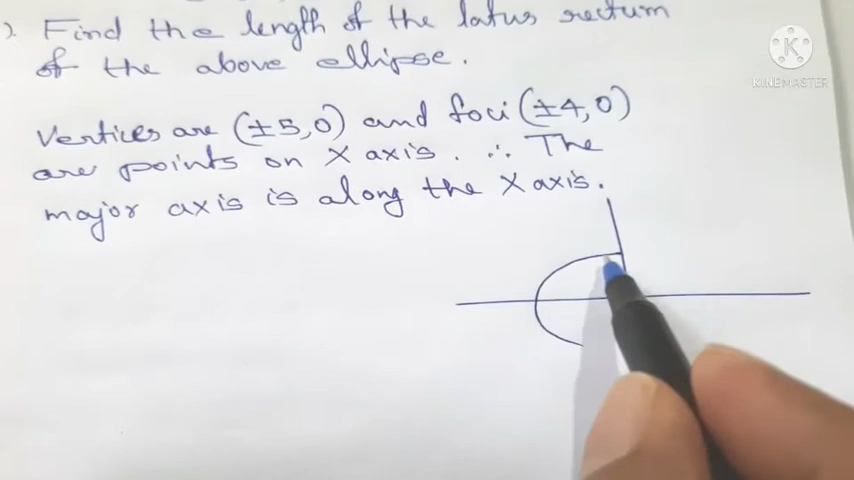 ) Find the length of the latus rectum
of the above ellipse.
Vertices are (±5,0) and foci (±4,0)
are points on X axis. ∴ The
major axis is along the X axis.
K
KINEMASTER